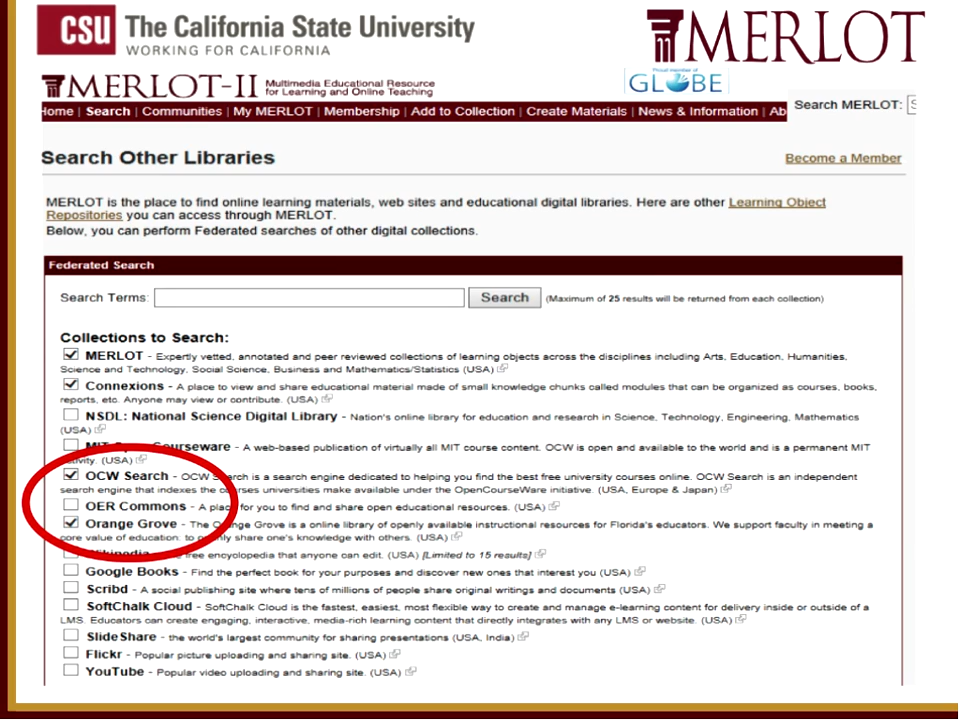 CSU The California State University
WORKING FOR CALIFORNIA
MERLOT
MERLOT-II Multimedia Educational Resource
for Learning and Online Teaching
Proud member of
GLOBE
Home | Search | Communities | My MERLOT | Membership | Add to Collection | Create Materials | News & Information | Ab
Search MERLOT: S
Search Other Libraries
Become a Member
MERLOT is the place to find online learning materials, web sites and educational digital libraries. Here are other Learning Object
Repositories you can access through MERLOT.
Below, you can perform Federated searches of other digital collections.
Federated Search
Search Terms: Search (Maximum of 25 results will be returned from each collection)
Collections to Search:
MERLOT - Expertly vetted, annotated and peer reviewed collections of learning objects across the disciplines including Arts, Education, Humanities,
Science and Technology, Social Science, Business and Mathematics/Statistics (USA)
Connexions - A place to view and share educational material made of small knowledge chunks called modules that can be organized as courses, books,
reports, etc. Anyone may view or contribute. (USA)
NSDL: National Science Digital Library - Nation's online library for education and research in Science, Technology, Engineering, Mathematics
(USA)
MIT Open Courseware - A web-based publication of virtually all MIT course content. OCW is open and available to the world and is a permanent MIT
activity. (USA)
OCW Search - OCW Search is a search engine dedicated to helping you find the best free university courses online. OCW Search is an independent
search engine that indexes the courses universities make available under the OpenCourseWare initiative. (USA, Europe & Japan)
OER Commons - A place for you to find and share open educational resources. (USA)
Orange Grove - The Orange Grove is a online library of openly available instructional resources for Florida's educators. We support faculty in meeting a
core value of education: to openly share one's knowledge with others. (USA)
Wikipedia free encyclopedia that anyone can edit. (USA) [Limited to 15 results]
Google Books - Find the perfect book for your purposes and discover new ones that interest you (USA)
Scribd - A social publishing site where tens of millions of people share original writings and documents (USA)
SoftChalk Cloud - SoftChalk Cloud is the fastest, easiest, most flexible way to create and manage e-learning content for delivery inside or outside of a
LMS. Educators can create engaging, interactive, media-rich learning content that directly integrates with any LMS or website. (USA)
SlideShare - the world's largest community for sharing presentations (USA, India)
Flickr - Popular picture uploading and sharing site. (USA)
YouTube - Popular video uploading and sharing site. (USA)